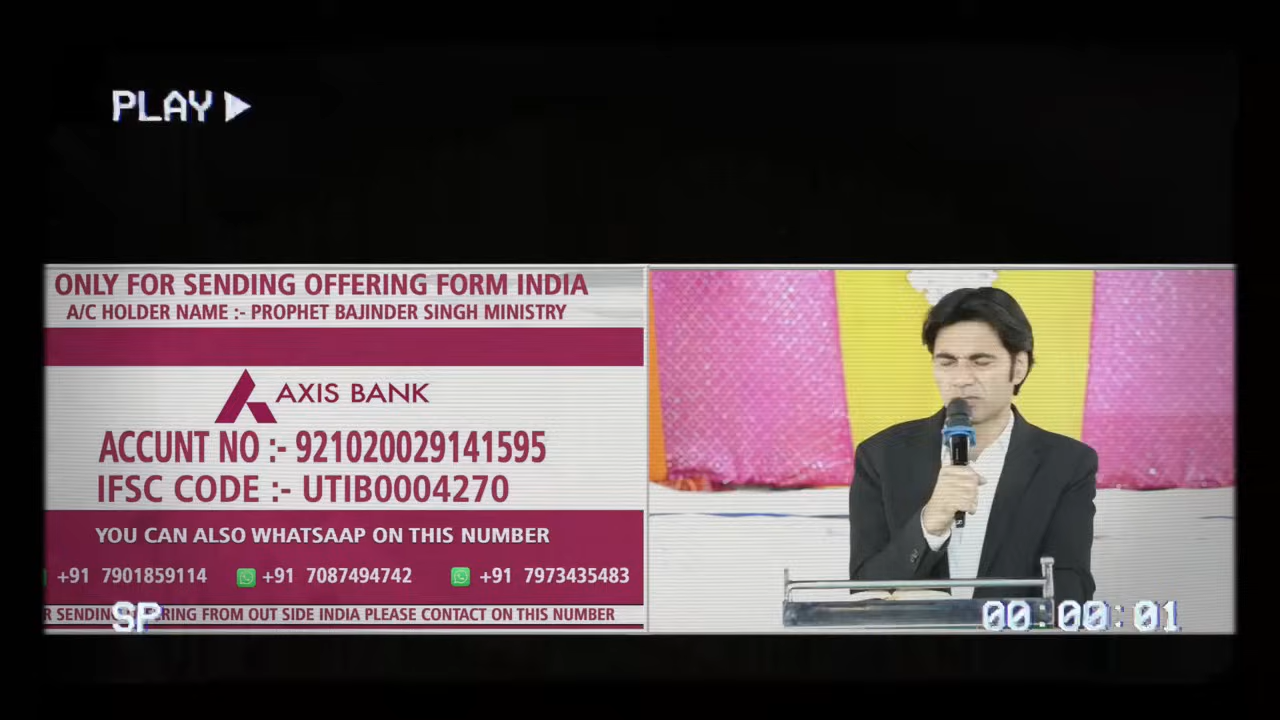 PLAY
ONLY FOR SENDING OFFERING FORM INDIA
A/C HOLDER NAME :- PROPHET BAJINDER SINGH MINISTRY
AXIS BANK
ACCUNT NO :- 921020029141595
IFSC CODE :- UTIB0004270
YOU CAN ALSO WHATSAAP ON THIS NUMBER
+91 7901859114 +91 7087494742 +91 7973435483
FROM OUT SIDE INDIA PLEASE CONTACT ON THIS NUMBER
SP
00:00:01